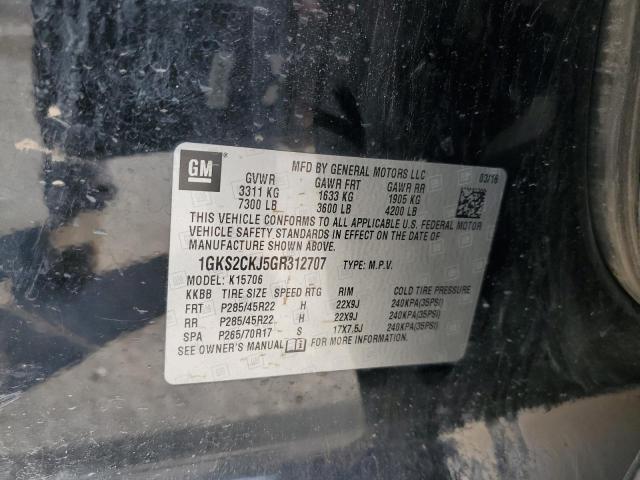 GM
MFD BY GENERAL MOTORS LLC
03/16
GVWR GAWR FRT GAWR RR
3311 KG 1633 KG 1905 KG
7300 LB 3600 LB 4200 LB
THIS VEHICLE CONFORMS TO ALL APPLICABLE U.S. FEDERAL MOTOR
VEHICLE SAFETY STANDARDS IN EFFECT ON THE DATE OF
MANUFACTURE SHOWN ABOVE.
1GKS2CKJ5GR312707 TYPE: M.P.V.
MODEL: K15706
KKBB TIRE SIZE SPEED RTG RIM COLD TIRE PRESSURE
FRT P285/45R22 H 22X9J 240KPA(35PSI)
RR P285/45R22 H 22X9J 240KPA(35PSI)
SPA P265/70R17 S 17X7.5J 240KPA(35PSI)
SEE OWNER'S MANUAL FOR MORE INFORMATION.